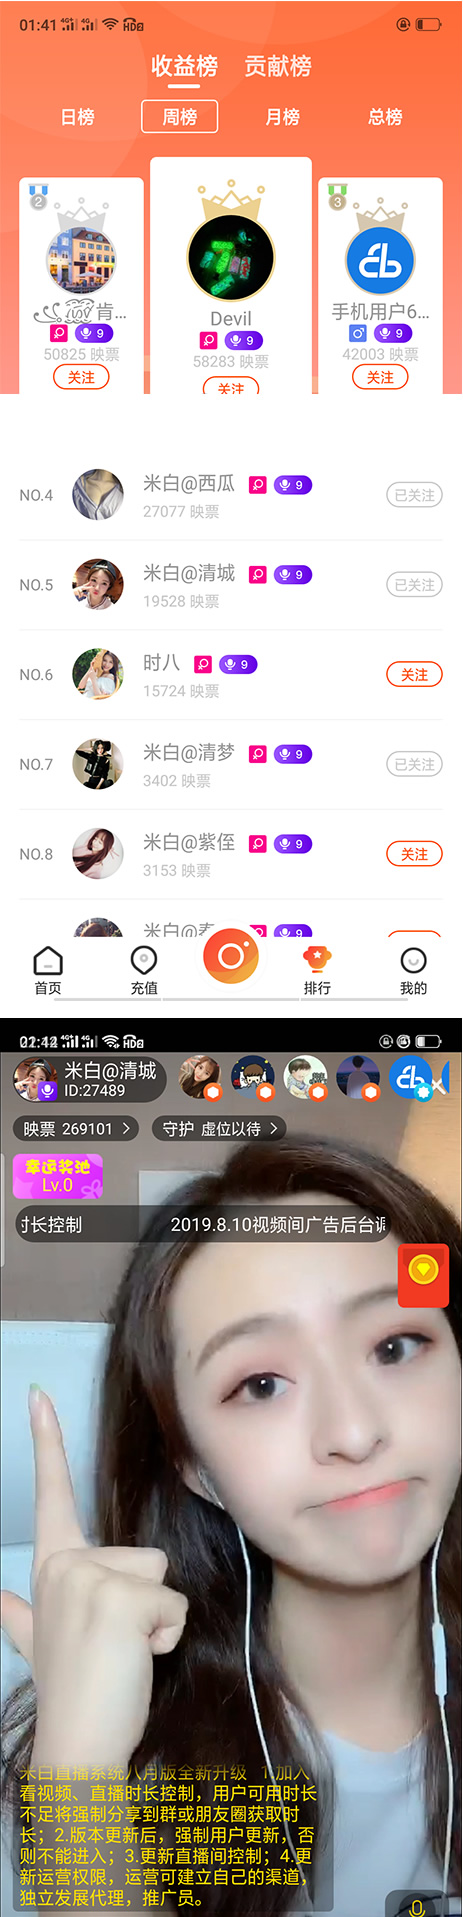 01:41
收益榜 贡献榜
日榜 周榜 月榜 总榜
2
3
肯...
9
50825 映票
关注
Devil
9
58283 映票
关注
手机用户6...
9
42003 映票
关注
NO.4 米白@西瓜 9 已关注
27077 映票
NO.5 米白@清城 9 已关注
19528 映票
NO.6 时八 9 关注
15724 映票
NO.7 米白@清梦 9 已关注
3402 映票
NO.8 米白@紫侄 9 关注
3153 映票
米白@ 9
首页 充值 排行 我的
米白@清城
ID:27489
映票 269101 > 守护 虚位以待 >
幸运奖池
Lv.0
时长控制 2019.8.10视频间广告后台调
米白直播系统八月版全新升级 1.加入
看视频、直播时长控制，用户可用时长
不足将强制分享到群或朋友圈获取时
长；2.版本更新后，强制用户更新，否
则不能进入；3.更新直播间控制；4.更
新运营权限，运营可建立自己的渠道，
独立发展代理，推广员。